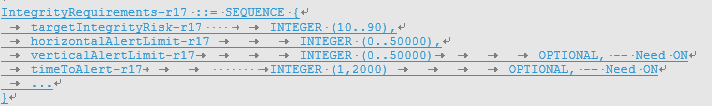 IntegrityRequirements-r17 ::= SEQUENCE {
targetIntegrityRisk-r17 INTEGER (10..90),
horizontalAlertLimit-r17 INTEGER (0..50000),
verticalAlertLimit-r17 INTEGER (0..50000) OPTIONAL, -- Need ON
timeToAlert-r17 INTEGER (1,2000) OPTIONAL, -- Need ON
...
}